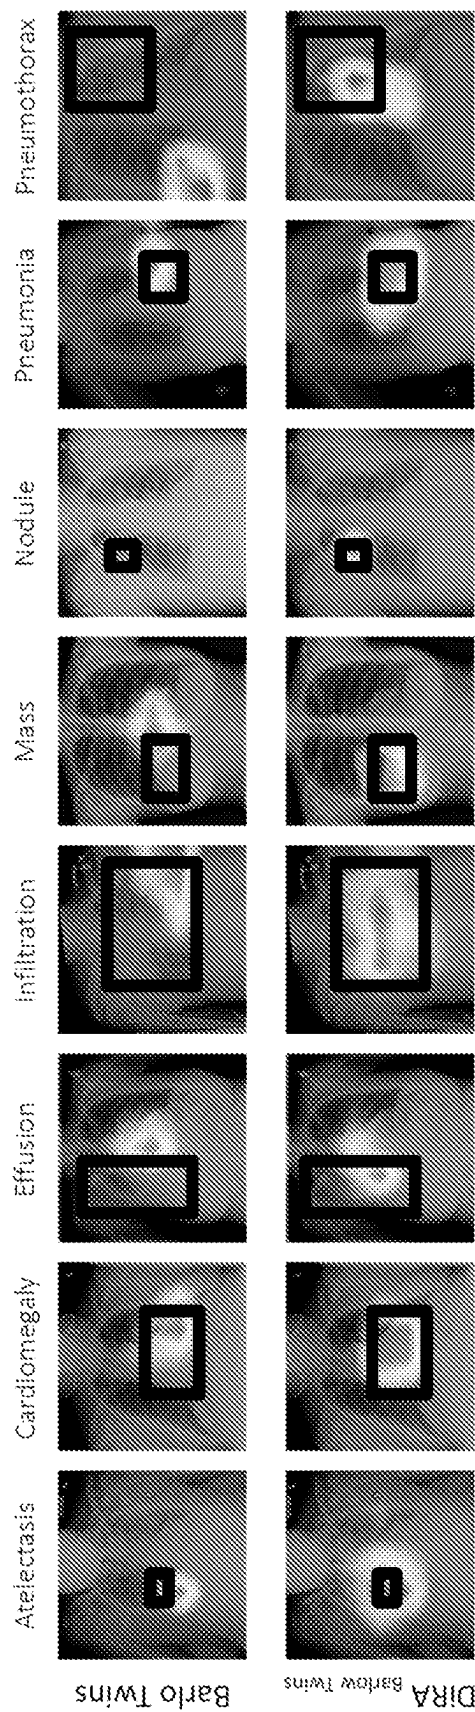 Atelectasis
Cardiomegaly
Effusion
Infiltration
Mass
Nodule
Pneumonia
Pneumothorax
Barlo Twins
DiRA Barlow Twins